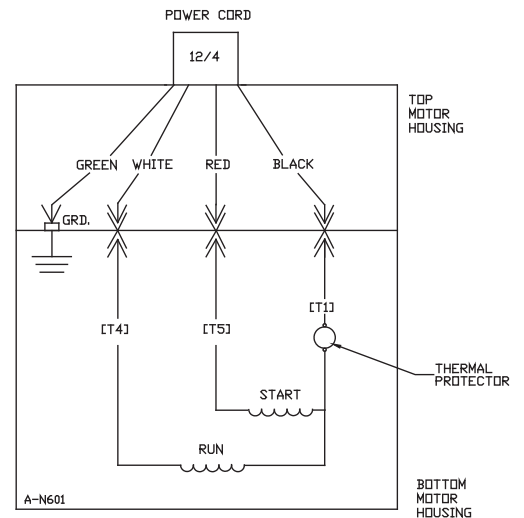 POWER CORD
12/4
TOP
MOTOR
HOUSING
GREEN WHITE RED BLACK
GRD.
[T1]
[T4] [T5]
THERMAL
PROTECTOR
START
RUN
A-N601
BOTTOM
MOTOR
HOUSING